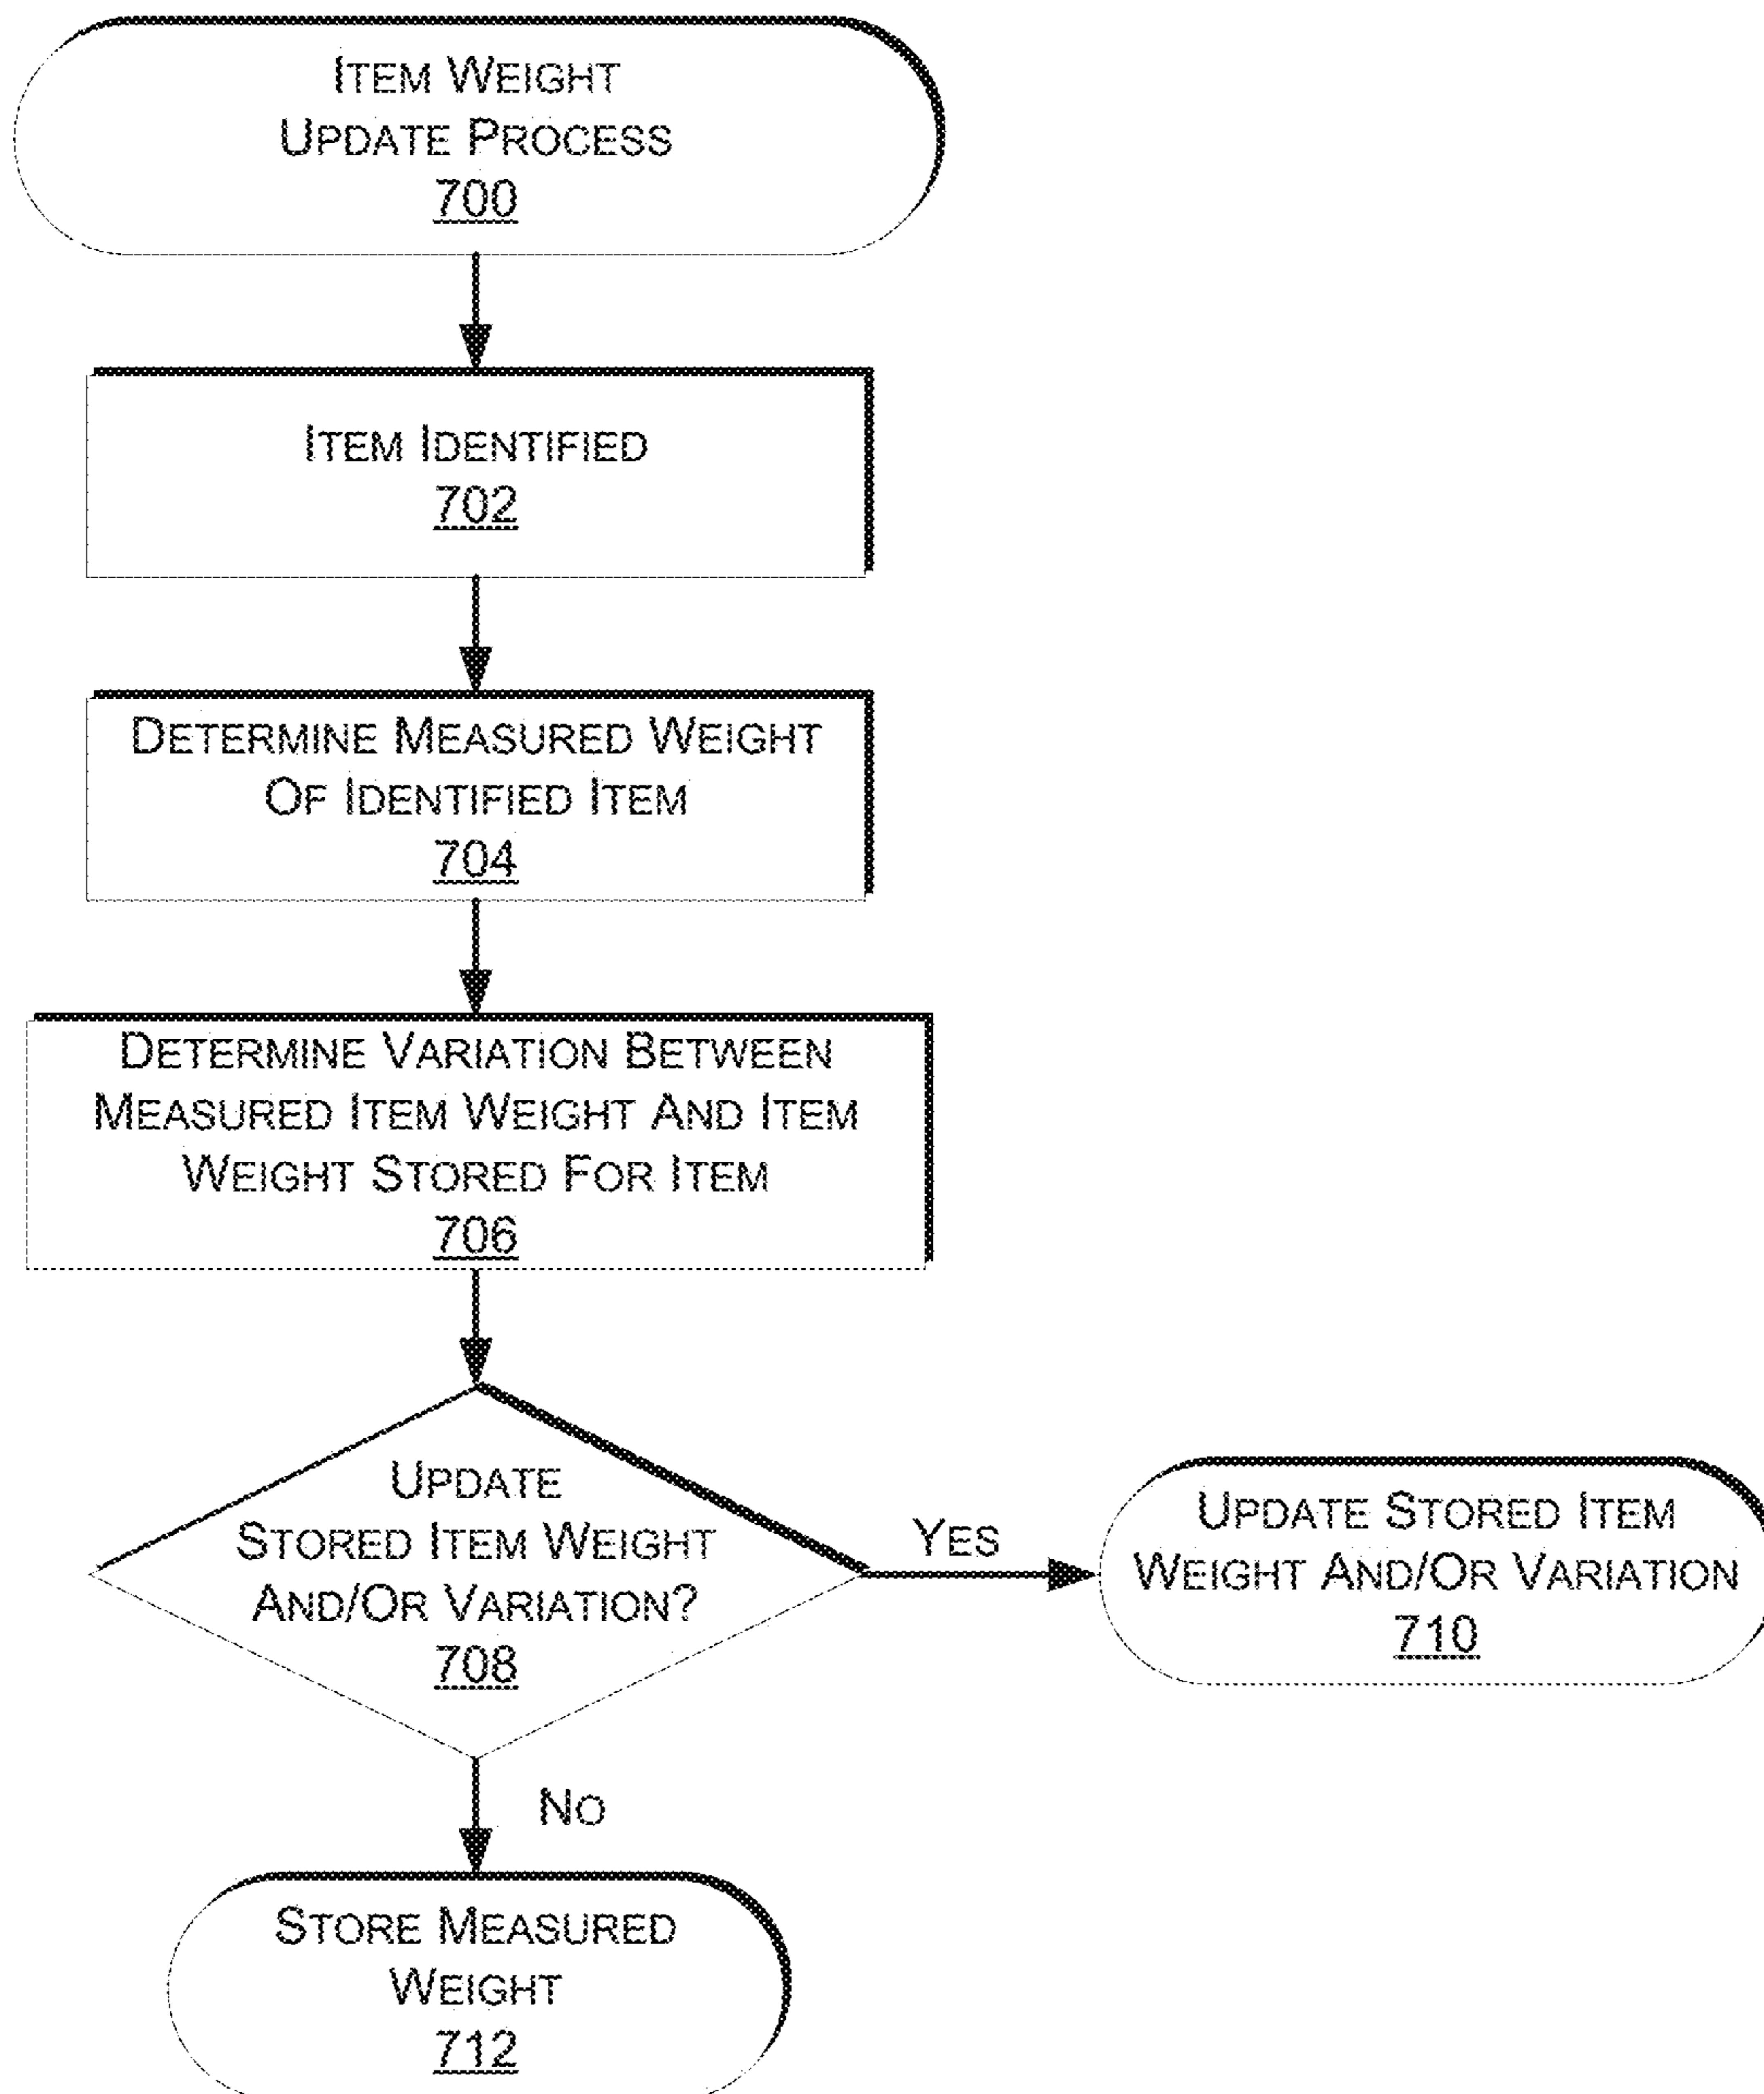 ITEM WEIGHT
UPDATE PROCESS
700
ITEM IDENTIFIED
702
DETERMINE MEASURED WEIGHT
OF IDENTIFIED ITEM
704
DETERMINE VARIATION BETWEEN
MEASURED ITEM WEIGHT AND ITEM
WEIGHT STORED FOR ITEM
706
UPDATE
STORED ITEM WEIGHT
AND/OR VARIATION?
708
YES
UPDATE STORED ITEM
WEIGHT AND/OR VARIATION
710
NO
STORE MEASURED
WEIGHT
712